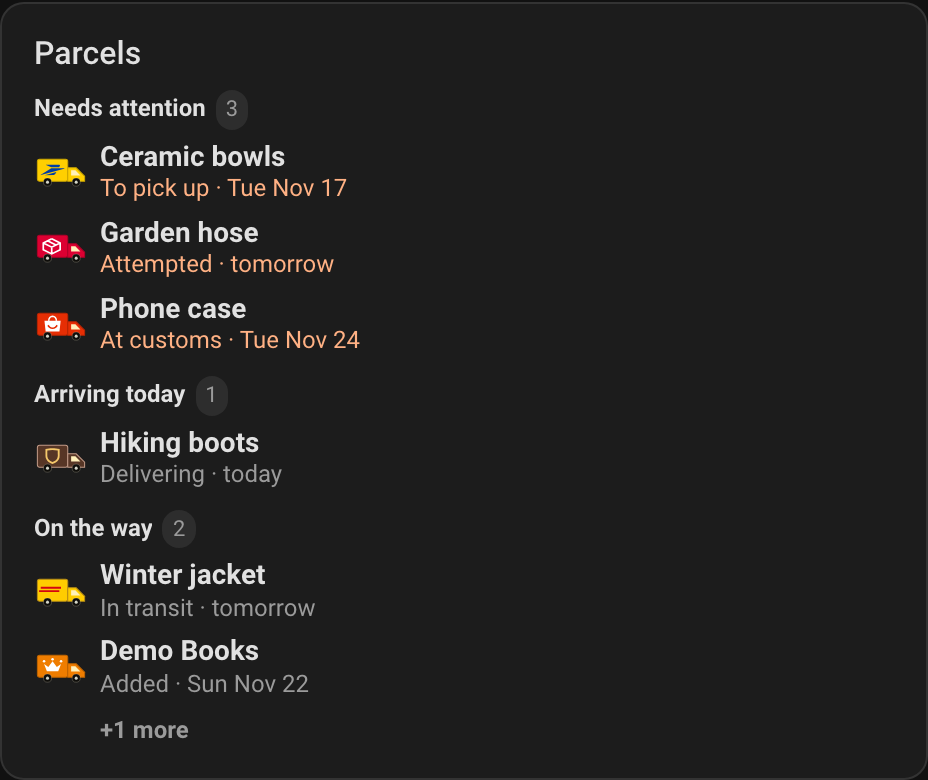 Parcels
Needs attention 3
Ceramic bowls
To pick up · Tue Nov 17
Garden hose
Attempted · tomorrow
Phone case
At customs · Tue Nov 24
Arriving today 1
Hiking boots
Delivering · today
On the way 2
Winter jacket
In transit · tomorrow
Demo Books
Added · Sun Nov 22
+1 more